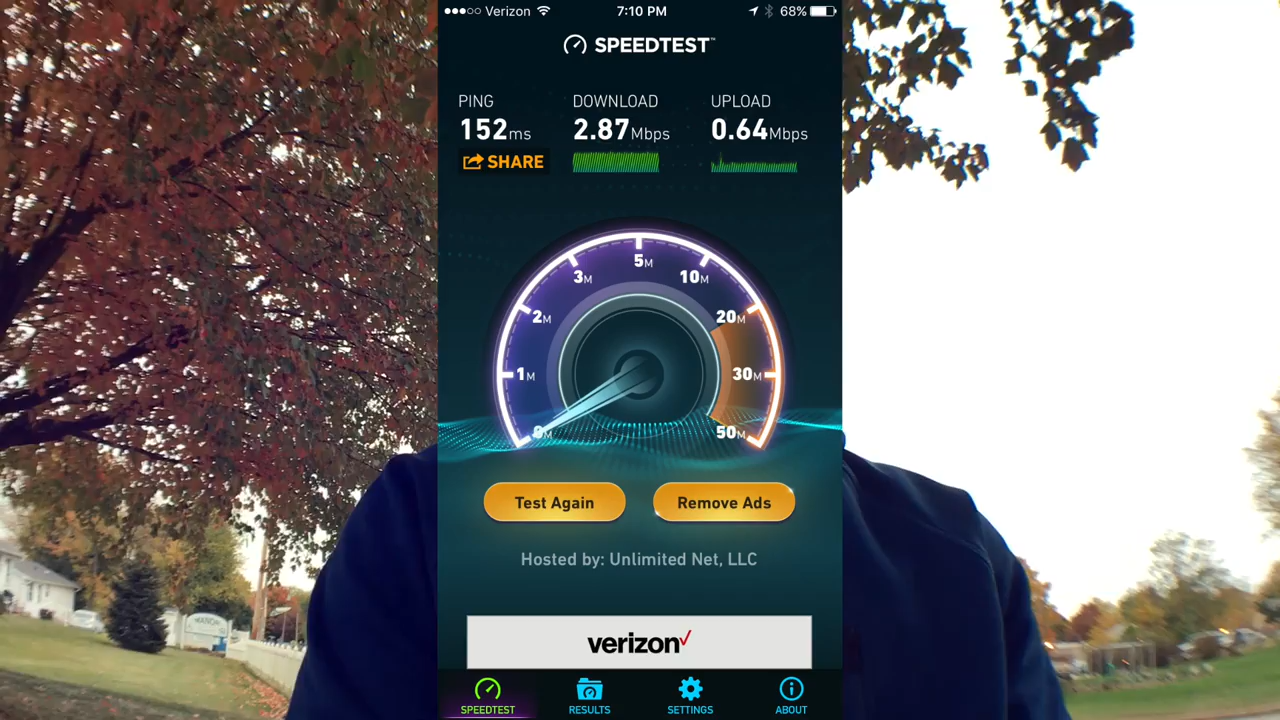 Verizon 7:10 PM 68%
SPEEDTEST™
PING DOWNLOAD UPLOAD
152ms 2.87Mbps 0.64Mbps
SHARE
5M
3M 10M
2M 20M
1M 30M
0M 50M
Test Again Remove Ads
Hosted by: Unlimited Net, LLC
verizon✓
SPEEDTEST RESULTS SETTINGS ABOUT